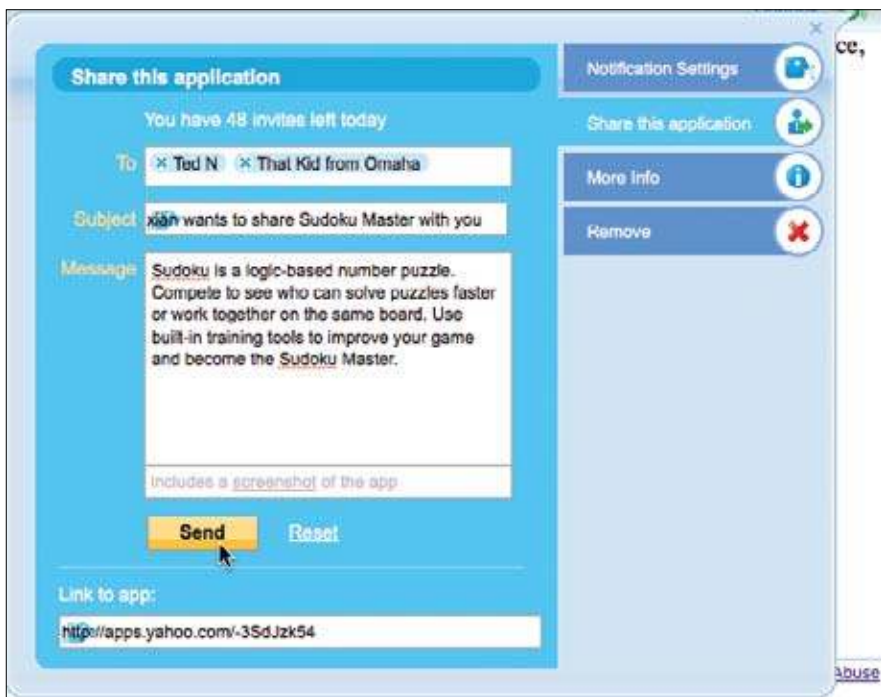 ce,
Share this application
You have 48 invites left today
To × Ted N × That Kid from Omaha
Subject xian wants to share Sudoku Master with you
Message Sudoku is a logic-based number puzzle.
Compete to see who can solve puzzles faster
or work together on the same board. Use
built-in training tools to improve your game
and become the Sudoku Master.
Includes a screenshot of the app
Send Reset
Link to app:
http://apps.yahoo.com/-3SdJzk54
Notification Settings
Share this application
More Info
Remove
Abuse